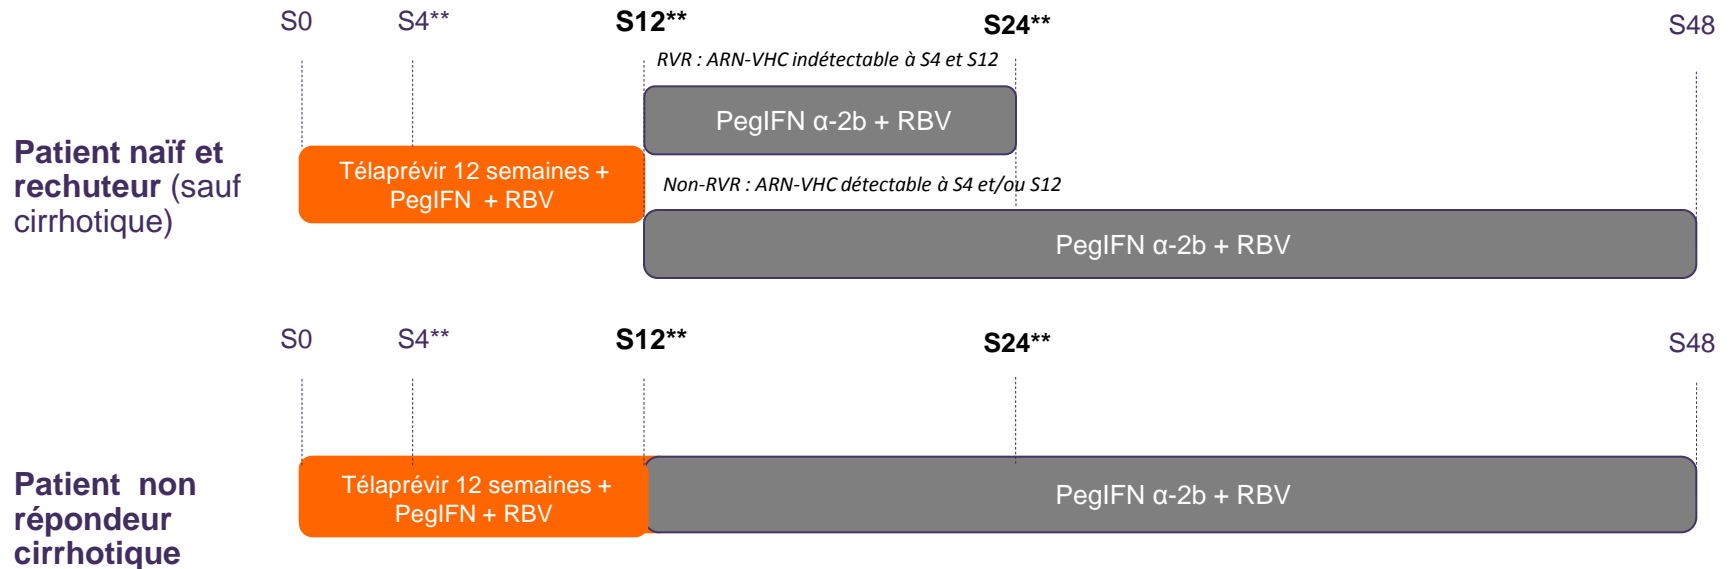 S0 S4** S12** S24** S48
RVR : ARN-VHC indétectable à S4 et S12
PegIFN α-2b + RBV
Patient naïf et
rechuteur (sauf
cirrhotique)
Télaprévir 12 semaines +
PegIFN + RBV
Non-RVR : ARN-VHC détectable à S4 et/ou S12
PegIFN α-2b + RBV
S0 S4** S12** S24** S48
Patient non
répondeur
cirrhotique
Télaprévir 12 semaines +
PegIFN + RBV
PegIFN α-2b + RBV